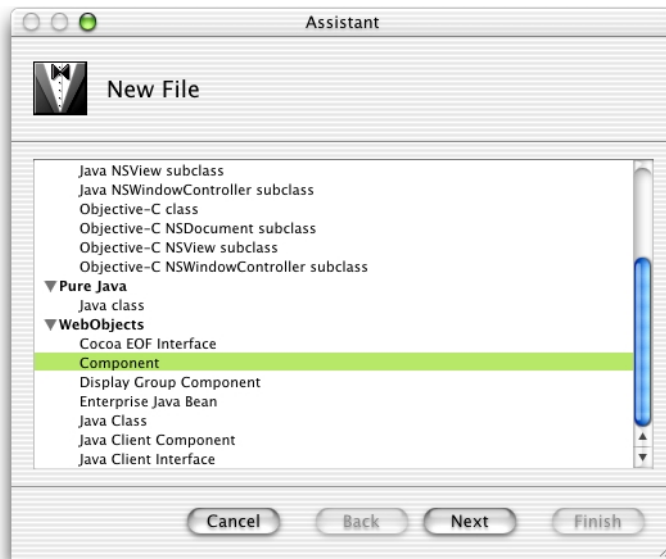 Assistant
New File
Java NSView subclass
Java NSWindowController subclass
Objective-C class
Objective-C NSDocument subclass
Objective-C NSView subclass
Objective-C NSWindowController subclass
Pure Java
Java class
WebObjects
Cocoa EOF Interface
Component
Display Group Component
Enterprise Java Bean
Java Class
Java Client Component
Java Client Interface
Cancel Back Next Finish